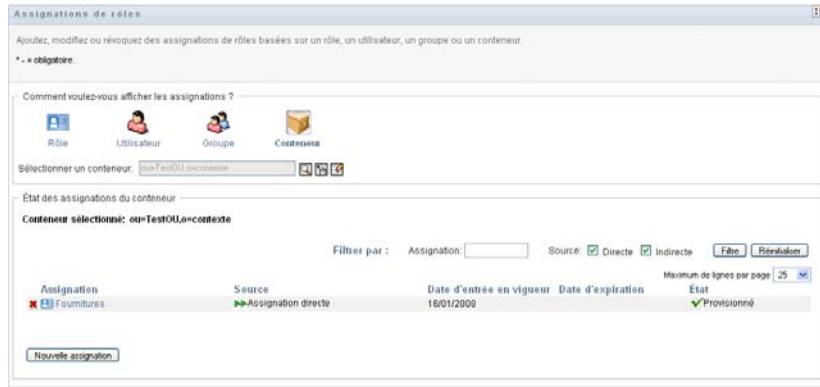 Assignations de rôles
Ajoutez, modifiez ou révoquez des assignations de rôles basées sur un rôle, un utilisateur, un groupe ou un conteneur.
* - = obligatoire.
Comment voulez-vous afficher les assignations ?
Rôle Utilisateur Groupe Conteneur
Sélectionner un conteneur: ou=TestOU,o=contexte
État des assignations du conteneur
Conteneur sélectionné: ou=TestOU,o=contexte
Filtrer par : Assignation: Source: Directe Indirecte Filtre Réinitialiser
Maximum de lignes par page 25
Assignation Source Date d'entrée en vigueur Date d'expiration État
Fournitures Assignation directe 16/01/2009 Provisionné
Nouvelle assignation